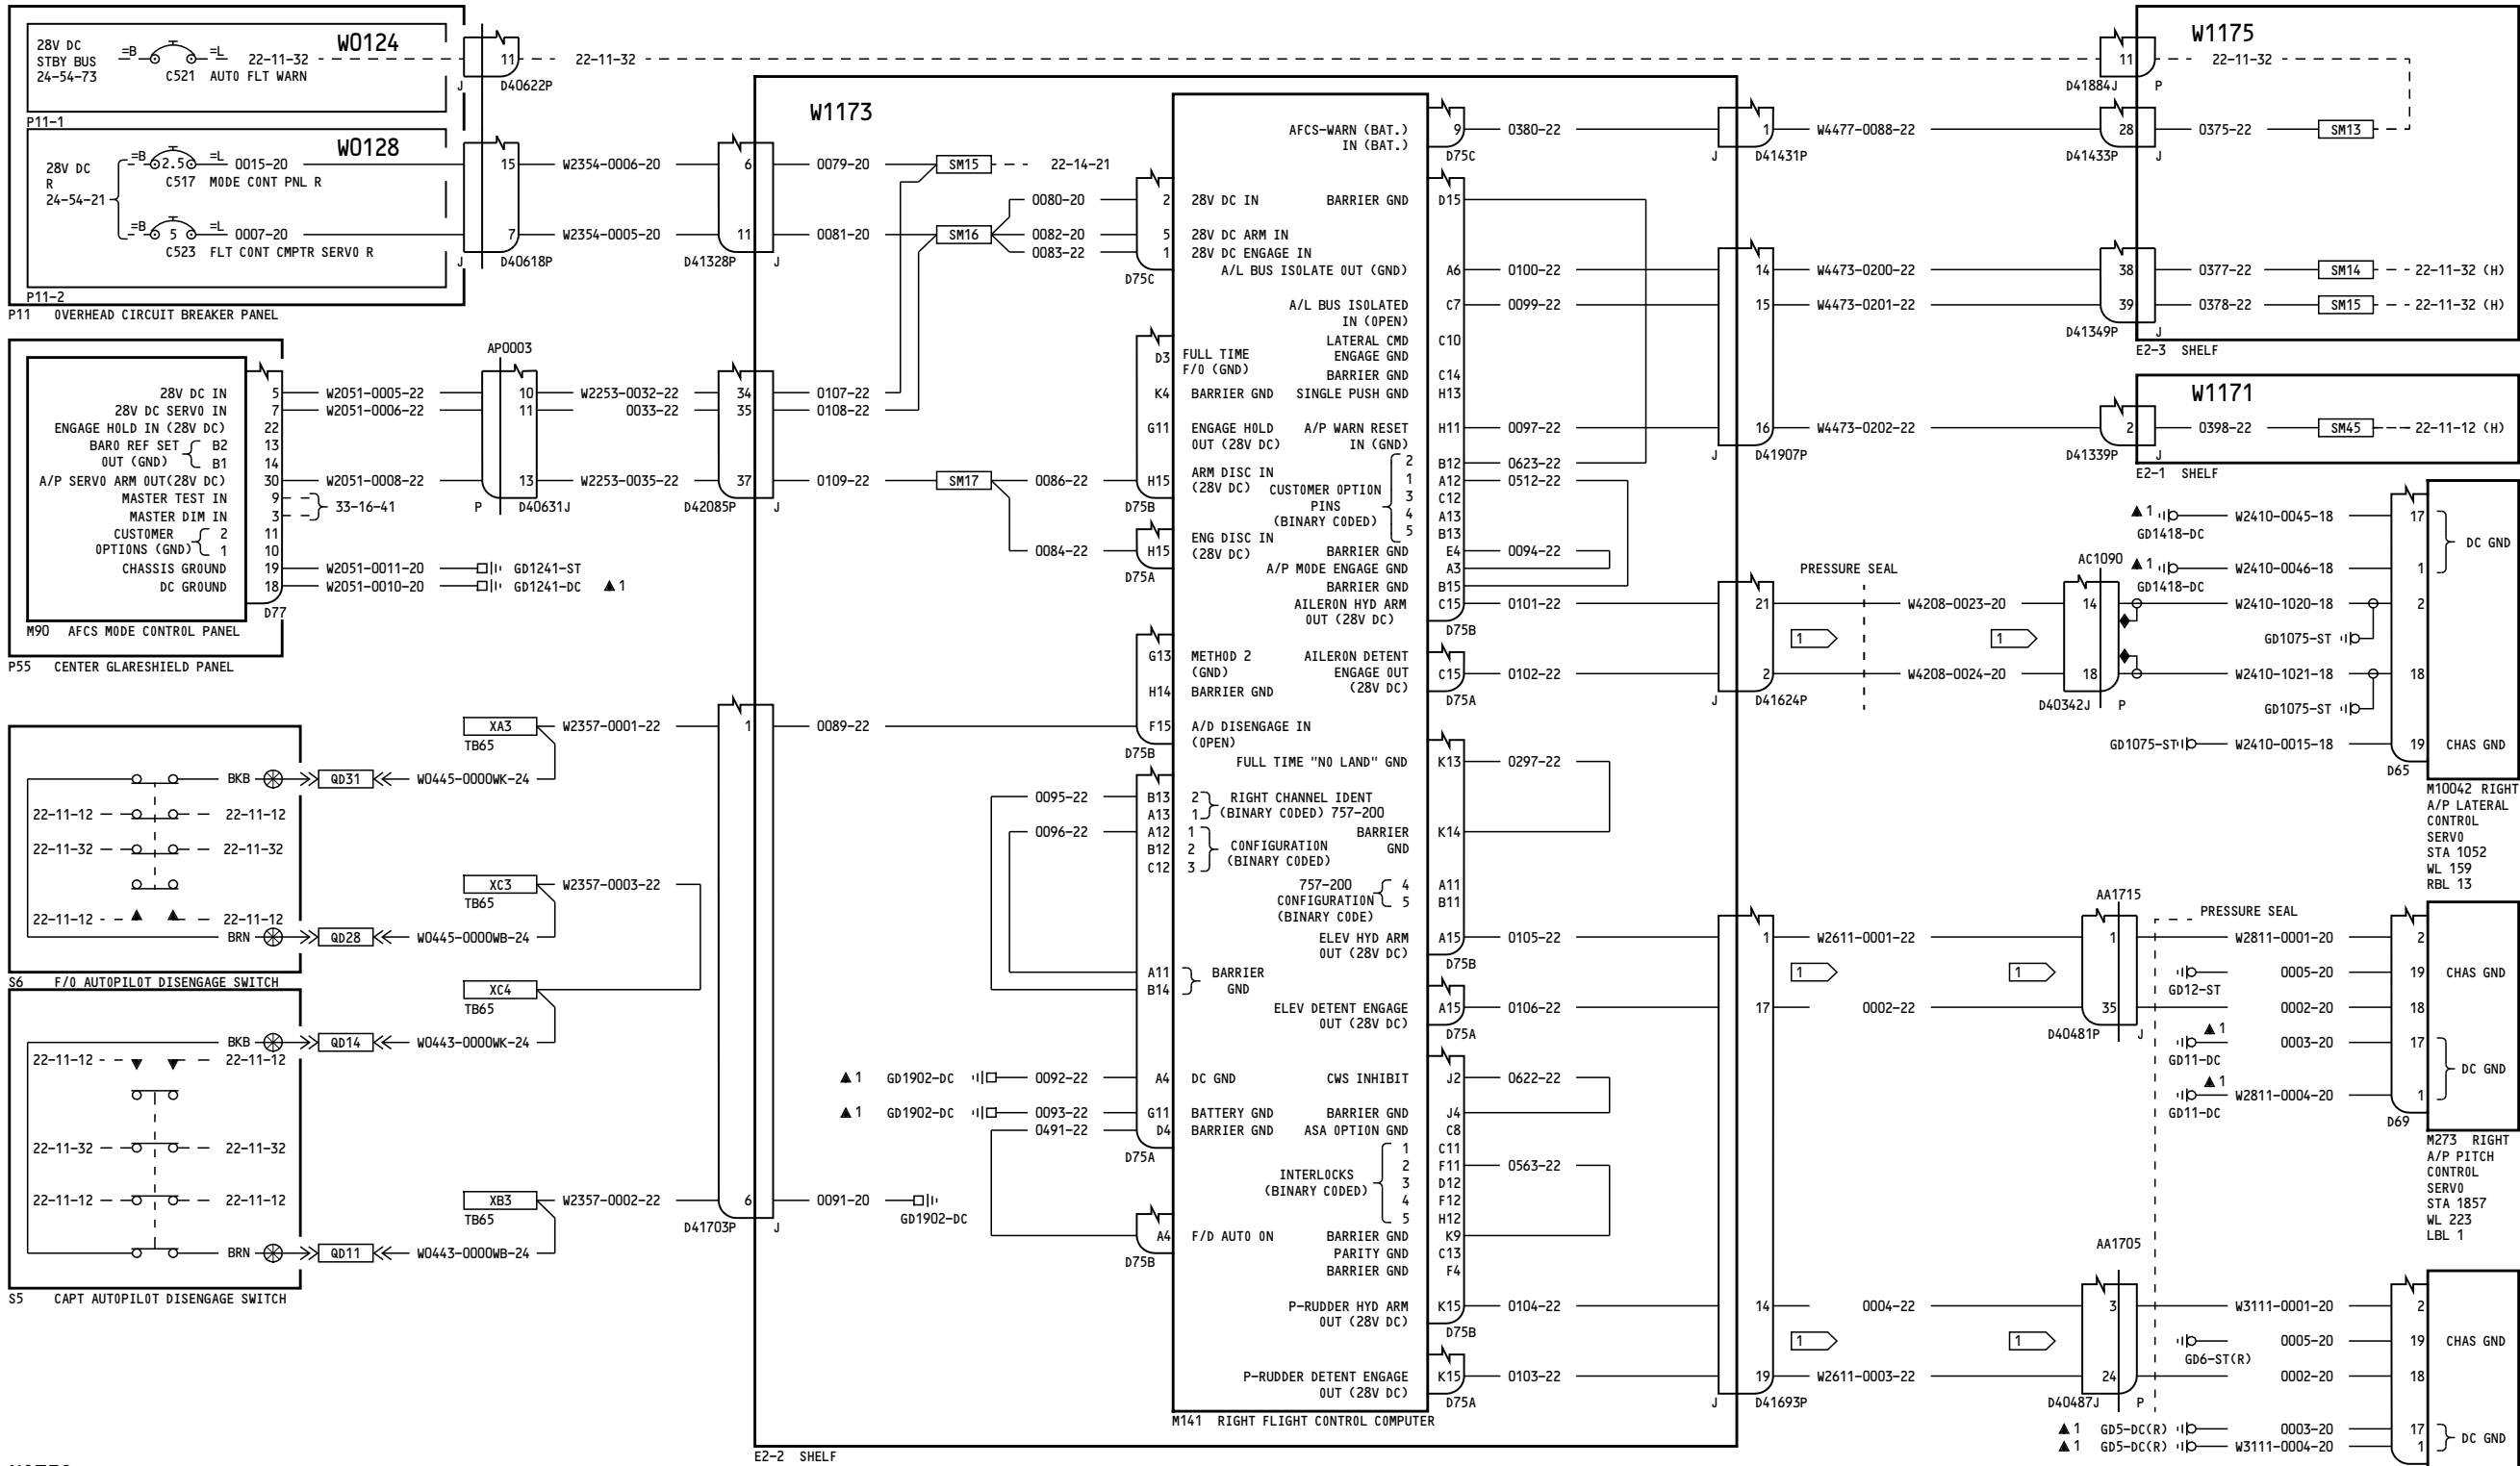 28V DC
STBY BUS
24-54-73
=B
=L
C521 AUTO FLT WARN
22-11-32
W0124
P11-1
11
J
D40622P
22-11-32
28V DC
R
24-54-21
=B 2.5 =L 0015-20
C517 MODE CONT PNL R
W0128
=B 5 =L 0007-20
C523 FLT CONT CMPTR SERVO R
P11-2
P11 OVERHEAD CIRCUIT BREAKER PANEL
15 W2354-0006-20 6 0079-20 SM15 22-14-21
7 W2354-0005-20 11 0081-20 SM16
J D40618P D41328P J
W1173
0080-20
0082-20
0083-22
AP0003
28V DC IN 5 W2051-0005-22 10 W2253-0032-22 34 0107-22
28V DC SERVO IN 7 W2051-0006-22 11 0033-22 35 0108-22
ENGAGE HOLD IN (28V DC) 22
BARO REF SET B2 13
OUT (GND) B1 14
A/P SERVO ARM OUT(28V DC) 30 W2051-0008-22 13 W2253-0035-22 37 0109-22 SM17
MASTER TEST IN 9
MASTER DIM IN 3
33-16-41
P D40631J D42085P J
CUSTOMER 2 11
OPTIONS (GND) 1 10
CHASSIS GROUND 19 W2051-0011-20 GD1241-ST
DC GROUND 18 W2051-0010-20 GD1241-DC ▲ 1
D77
M90 AFCS MODE CONTROL PANEL
P55 CENTER GLARESHIELD PANEL
0086-22
0084-22
BKB QD31 W0445-0000WK-24
XA3
TB65
W2357-0001-22 1 0089-22
22-11-12 22-11-12
22-11-32 22-11-32
22-11-12 22-11-12
BRN QD28 W0445-0000WB-24
XC3
TB65
W2357-0003-22
S6 F/O AUTOPILOT DISENGAGE SWITCH
XC4
TB65
BKB QD14 W0443-0000WK-24
22-11-12 22-11-12
22-11-32 22-11-32
22-11-12 22-11-12
XB3
TB65
W2357-0002-22 6 0091-20 GD1902-DC
D41703P J
BRN QD11 W0443-0000WB-24
S5 CAPT AUTOPILOT DISENGAGE SWITCH
2 28V DC IN
5 28V DC ARM IN
1 28V DC ENGAGE IN
D75C
D3 FULL TIME
F/O (GND)
K4 BARRIER GND
G11 ENGAGE HOLD
OUT (28V DC)
H15 ARM DISC IN
(28V DC)
D75B
H15 ENG DISC IN
(28V DC)
D75A
G13 METHOD 2
(GND)
H14 BARRIER GND
F15 A/D DISENGAGE IN
(OPEN)
D75B
0095-22 B13 2 RIGHT CHANNEL IDENT
A13 1 (BINARY CODED) 757-200
0096-22 A12 1
B12 2 CONFIGURATION
C12 3 (BINARY CODED)
A11 BARRIER
B14 GND
▲ 1 GD1902-DC 0092-22 A4 DC GND
▲ 1 GD1902-DC 0093-22 G11 BATTERY GND
0491-22 D4 BARRIER GND
D75A
A4 F/D AUTO ON
D75B
AFCS-WARN (BAT.) 9 0380-22 1 W4477-0088-22 28 0375-22 SM13
IN (BAT.)
D75C J D41431P D41433P J
BARRIER GND D15
A/L BUS ISOLATE OUT (GND) A6 0100-22 14 W4473-0200-22 38 0377-22 SM14 22-11-32 (H)
A/L BUS ISOLATED C7 0099-22 15 W4473-0201-22 39 0378-22 SM15 22-11-32 (H)
IN (OPEN)
D41349P J
LATERAL CMD C10
ENGAGE GND
BARRIER GND C14
SINGLE PUSH GND H13
A/P WARN RESET H11 0097-22 16 W4473-0202-22 2 0398-22 SM45 22-11-12 (H)
IN (GND)
J D41907P D41339P J
CUSTOMER OPTION
PINS
(BINARY CODED)
2 B12 0623-22
1 A12 0512-22
3 C12
4 A13
5 B13
BARRIER GND E4 0094-22
A/P MODE ENGAGE GND A3
BARRIER GND B15
AILERON HYD ARM C15 0101-22 21 W4208-0023-20 14 W2410-1020-18 2
OUT (28V DC)
D75B
AILERON DETENT C15 0102-22 2 W4208-0024-20 18 W2410-1021-18 18
ENGAGE OUT
(28V DC)
D75A J D41624P D40342J P
PRESSURE SEAL
1
1
AC1090
FULL TIME "NO LAND" GND K13 0297-22
BARRIER K14
GND
757-200 4 A11
CONFIGURATION 5 B11
(BINARY CODE)
ELEV HYD ARM A15 0105-22 1 W2611-0001-22 1 W2811-0001-20 2
OUT (28V DC)
D75B
ELEV DETENT ENGAGE A15 0106-22 17 0002-22 35 0002-20 18
OUT (28V DC)
D75A D40481P J
1
1
AA1715
CWS INHIBIT J2 0622-22
BARRIER GND J4
ASA OPTION GND C8
INTERLOCKS
(BINARY CODED)
1 C11
2 F11 0563-22
3 D12
4 F12
5 H12
BARRIER GND K9
PARITY GND C13
BARRIER GND F4
P-RUDDER HYD ARM K15 0104-22 14 0004-22 3 W3111-0001-20 2
OUT (28V DC)
D75B
1
1
AA1705
P-RUDDER DETENT ENGAGE K15 0103-22 19 W2611-0003-22 24 0002-20 18
OUT (28V DC)
D75A J D41693P D40487J P
M141 RIGHT FLIGHT CONTROL COMPUTER
E2-2 SHELF
11
D41884J P
22-11-32
W1175
E2-3 SHELF
W1171
E2-1 SHELF
▲ 1 GD1418-DC W2410-0045-18 17
▲ 1 GD1418-DC W2410-0046-18 1
DC GND
GD1075-ST
GD1075-ST
GD1075-ST W2410-0015-18 19 CHAS GND
D65
M10042 RIGHT
A/P LATERAL
CONTROL
SERVO
STA 1052
WL 159
RBL 13
PRESSURE SEAL
GD12-ST 0005-20 19 CHAS GND
▲ 1 GD11-DC 0003-20 17
▲ 1 GD11-DC W2811-0004-20 1
DC GND
D69
M273 RIGHT
A/P PITCH
CONTROL
SERVO
STA 1857
WL 223
LBL 1
GD6-ST(R) 0005-20 19 CHAS GND
▲ 1 GD5-DC(R) 0003-20 17
▲ 1 GD5-DC(R) W3111-0004-20 1
DC GND